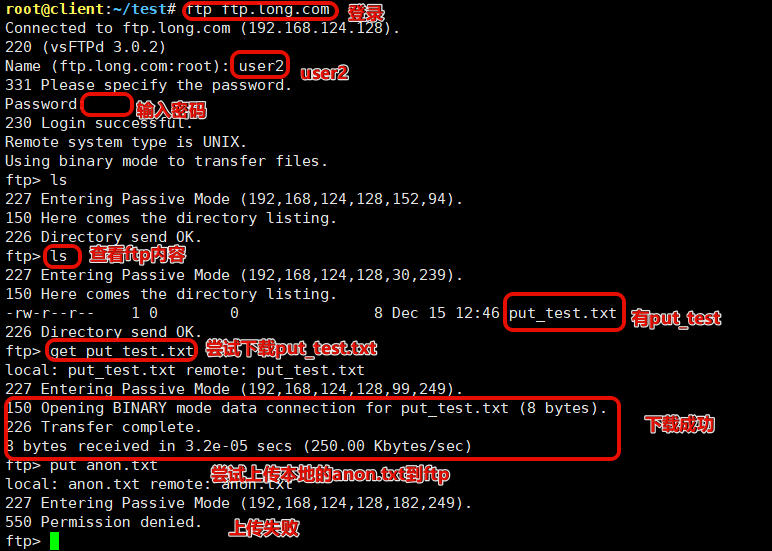 root@client:~/test# ftp ftp.long.com 登录
Connected to ftp.long.com (192.168.124.128).
220 (vsFTPd 3.0.2)
Name (ftp.long.com:root): user2 user2
331 Please specify the password.
Password 输入密码
230 Login successful.
Remote system type is UNIX.
Using binary mode to transfer files.
ftp> ls
227 Entering Passive Mode (192,168,124,128,152,94).
150 Here comes the directory listing.
226 Directory send OK.
ftp> ls 查看ftp内容
227 Entering Passive Mode (192,168,124,128,30,239).
150 Here comes the directory listing.
-rw-r--r-- 1 0 0 8 Dec 15 12:46 put_test.txt 有put_test
226 Directory send OK.
ftp> get put_test.txt 尝试下载put_test.txt
local: put_test.txt remote: put_test.txt
227 Entering Passive Mode (192,168,124,128,99,249).
150 Opening BINARY mode data connection for put_test.txt (8 bytes). 下载成功
226 Transfer complete.
8 bytes received in 3.2e-05 secs (250.00 Kbytes/sec)
ftp> put anon.txt 尝试上传本地的anon.txt到ftp
local: anon.txt remote: anon.txt
227 Entering Passive Mode (192,168,124,128,182,249).
550 Permission denied. 上传失败
ftp>